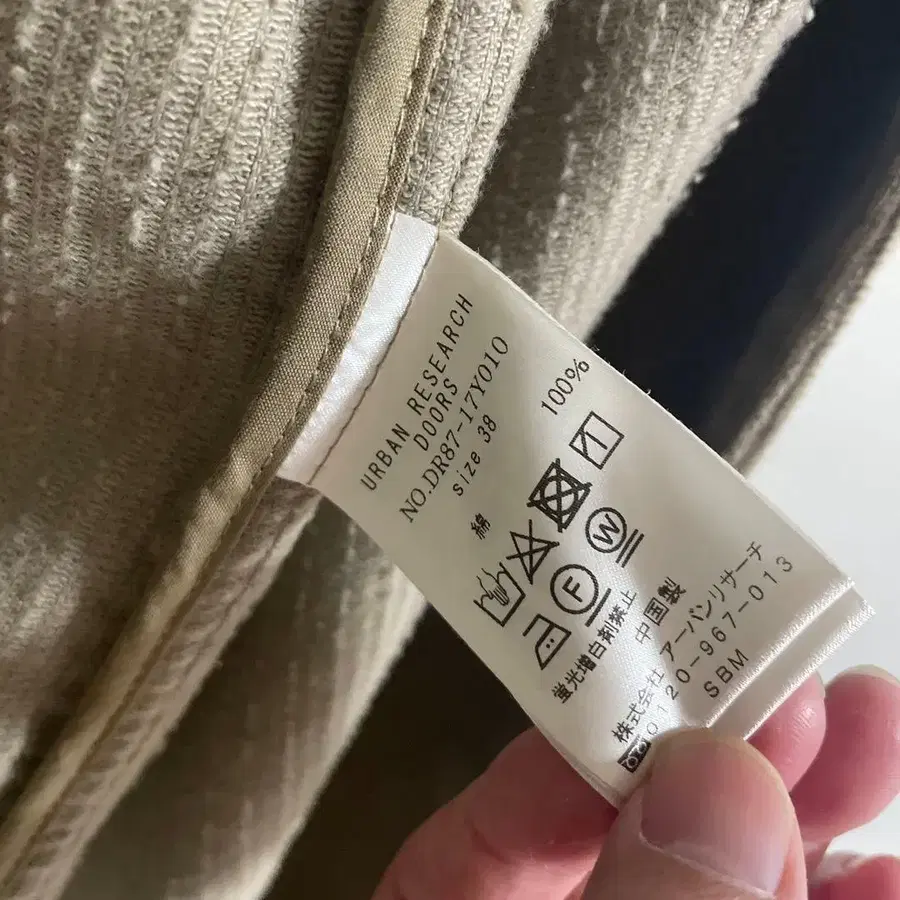 URBAN RESEARCH
DOORS
NO.DR87-17Y010
size 38
綿 100%
F W
蛍光増白剤禁止
中国製
株式会社 アーバンリサーチ
0120-967-013
SBM